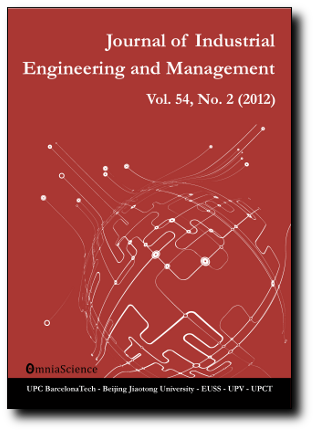 Journal of Industrial
Engineering and Management
Vol. 54, No. 2 (2012)
OmniaScience
UPC BarcelonaTech - Beijing Jiaotong University - EUSS - UPV - UPCT